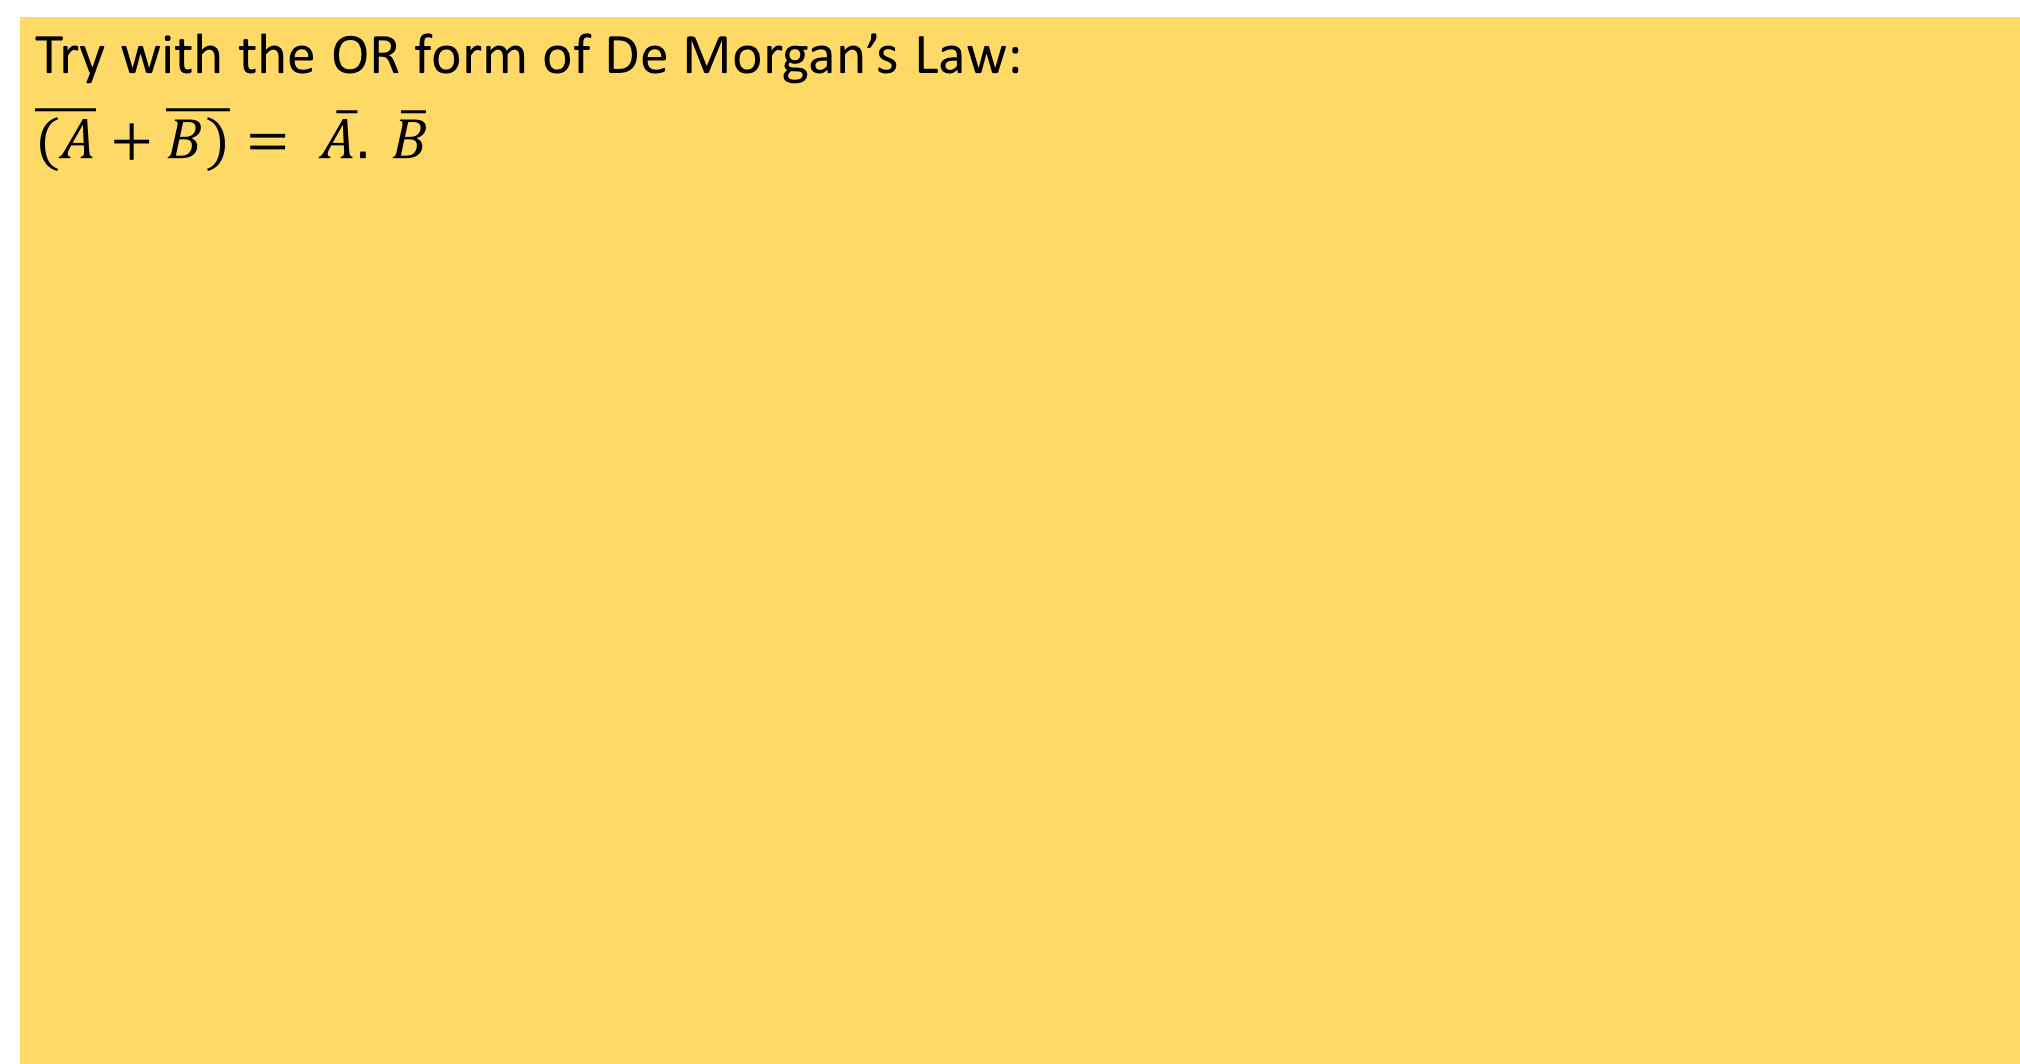 Try with the OR form of De Morgan’s Law:
(̅A̅ + B̅)̅ = A̅. B̅